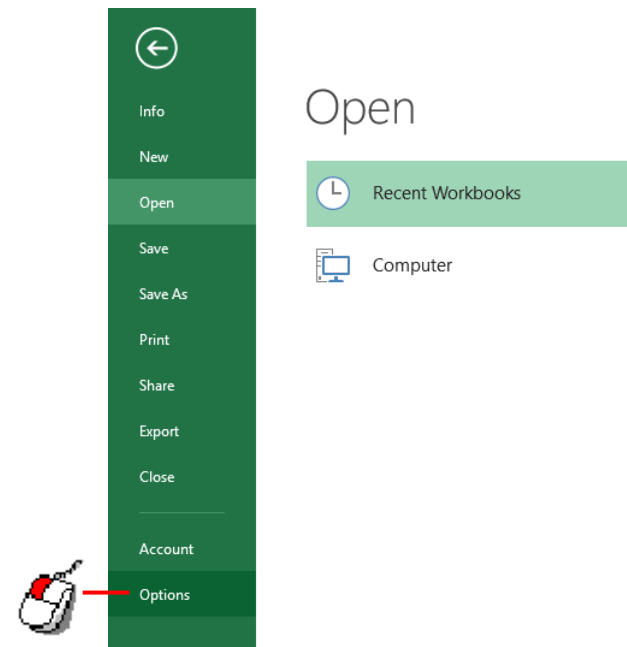 Info
New
Open
Save
Save As
Print
Share
Export
Close
Account
Options
Open
Recent Workbooks
Computer